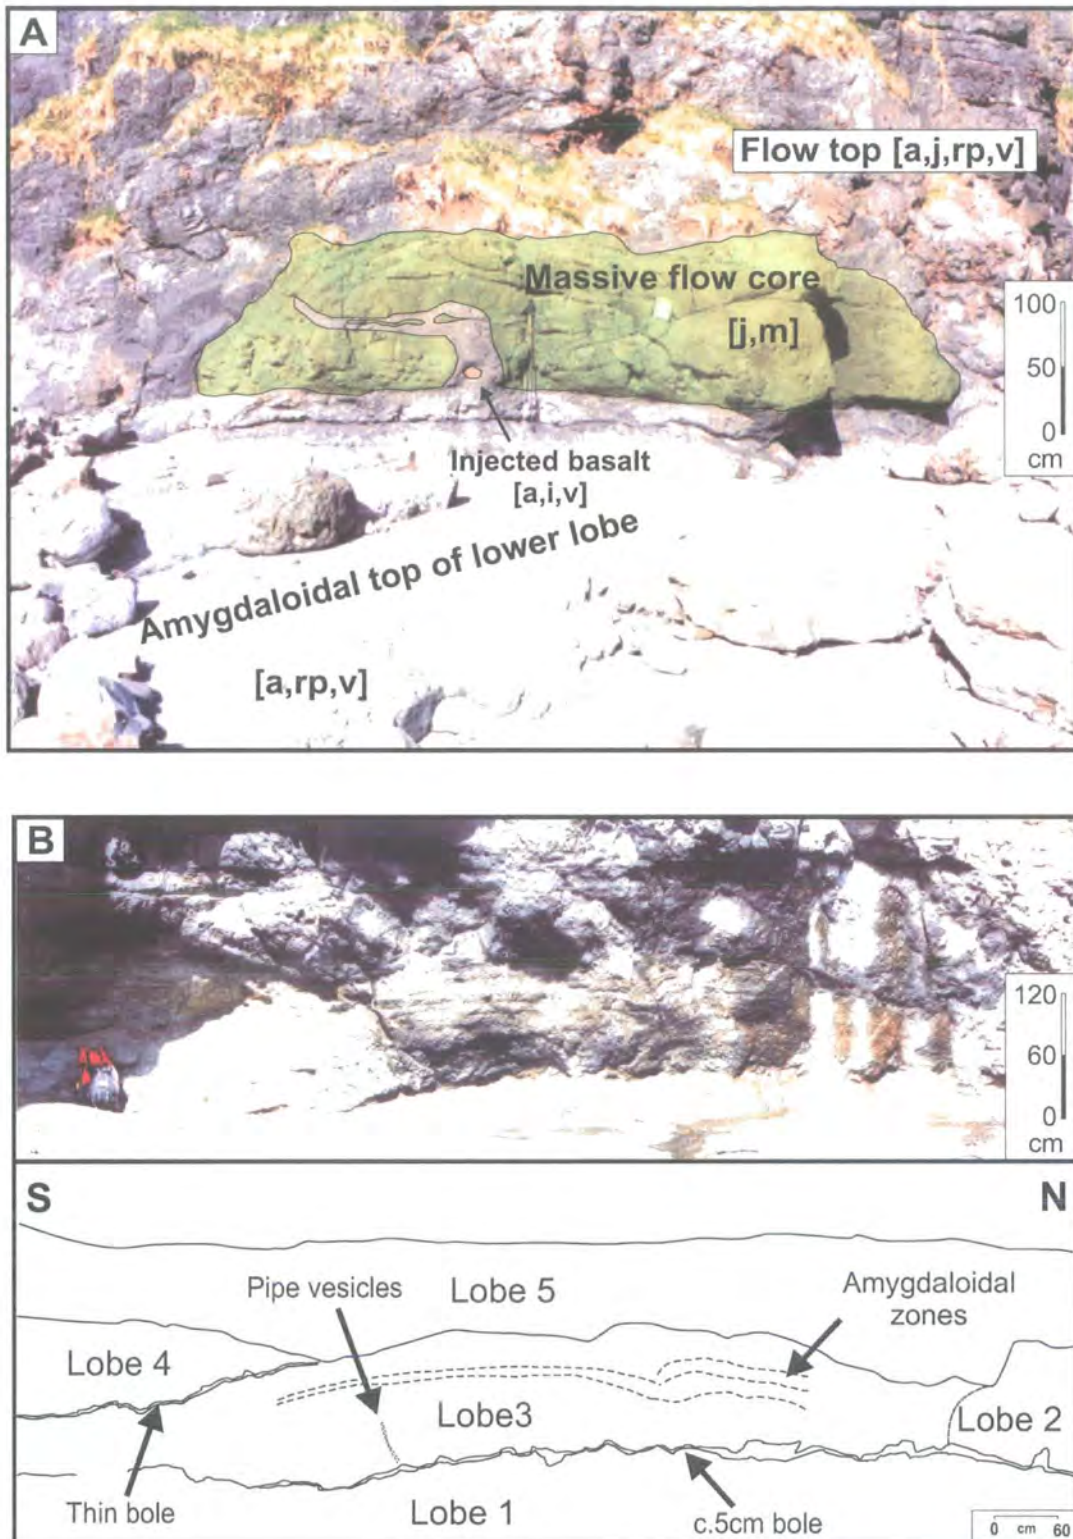 A
Flow top [a,j,rp,v]
Massive flow core
[j,m]
100
50
0
cm
Injected basalt
[a,i,v]
Amygdaloidal top of lower lobe
[a,rp,v]
B
120
60
0
cm
S
N
Pipe vesicles
Lobe 5
Amygdaloidal
zones
Lobe 4
Lobe3
Lobe 2
Thin bole
Lobe 1
c.5cm bole
0 cm 60